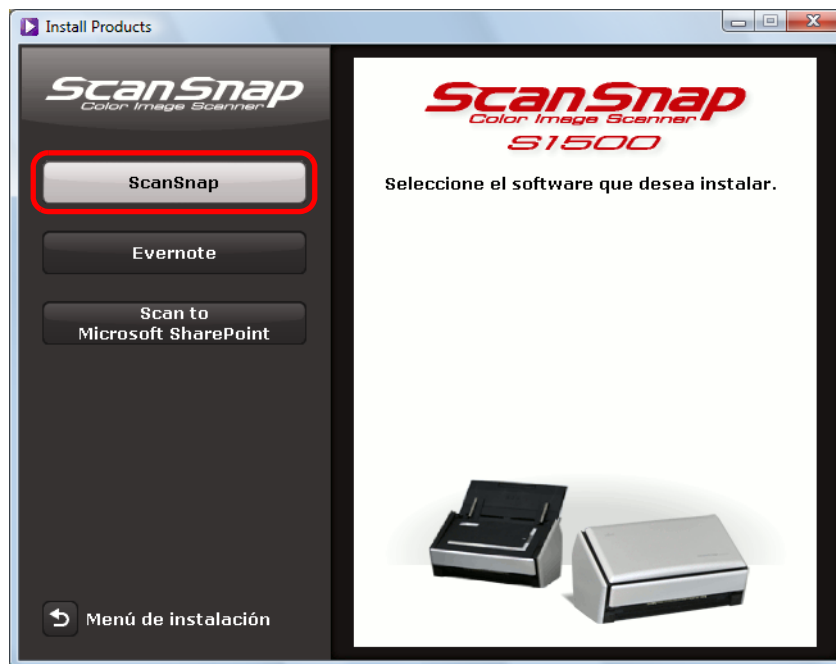 Install Products
ScanSnap
Color Image Scanner
ScanSnap
Evernote
Scan to
Microsoft SharePoint
Menú de instalación
ScanSnap
Color Image Scanner
S1500
Seleccione el software que desea instalar.